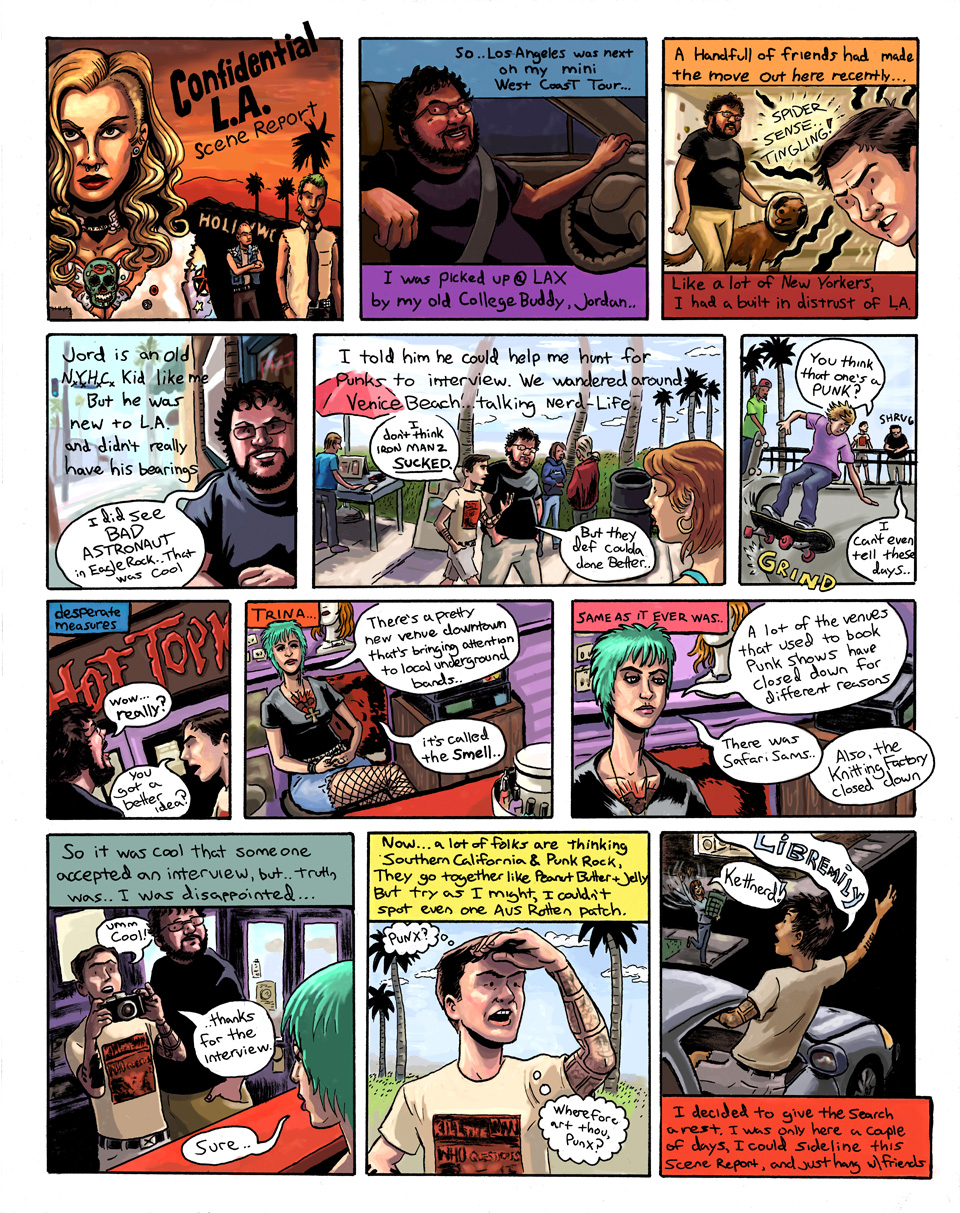 Confidential
L.A.
Scene Report
HOLLYWO
So..Los Angeles was next
on my mini
West Coast Tour...
I was picked up @ LAX
by my old College Buddy, Jordan..
A Handfull of friends had made
the move out here recently...
SPIDER
SENSE..
TINGLING!
Like a lot of New Yorkers,
I had a built in distrust of L.A.
Jord is an old
N.Y.H.C. Kid like me
But he was
new to L.A.
and didn't really
have his bearings
I did see
BAD
ASTRONAUT
in Eagle Rock..That
was cool
I told him he could help me hunt for
Punks to interview. We wandered around
Venice Beach talking Nerd-Life
I
don't think
IRON MAN 2
SUCKED.
But they
def coulda
done Better..
You think
that one's a
PUNK?
SHRUG
I
can't even
tell these
days..
GRIND
desperate
measures
HOT TOPI
wow...
really?
You
got a
better
idea?
TRINA...
There's a pretty
new venue downtown
that's bringing attention
to local underground
bands..
it's called
the Smell..
SAME AS IT EVER WAS..
A lot of the venues
that used to book
Punk shows have
closed down for
different reasons
There was
Safari Sams..
Also, the
Knitting Factory
closed down
So it was cool that someone
accepted an interview, but.. truth
was.. I was disappointed...
umm
Cool!
..thanks
for the
interview.
Sure..
Now... a lot of folks are thinking
Southern California & Punk Rock,
They go together like Peanut Butter + Jelly
But try as I might, I couldn't
spot even one Aus Rotten patch.
PUNX?
WHO QUESTIONS
Wherefore
art thou,
Punx?
LIBREMILY
Kettnerd!
I decided to give the search
a rest. I was only here a couple
of days, I could sideline this
Scene Report, and just hang w/friends